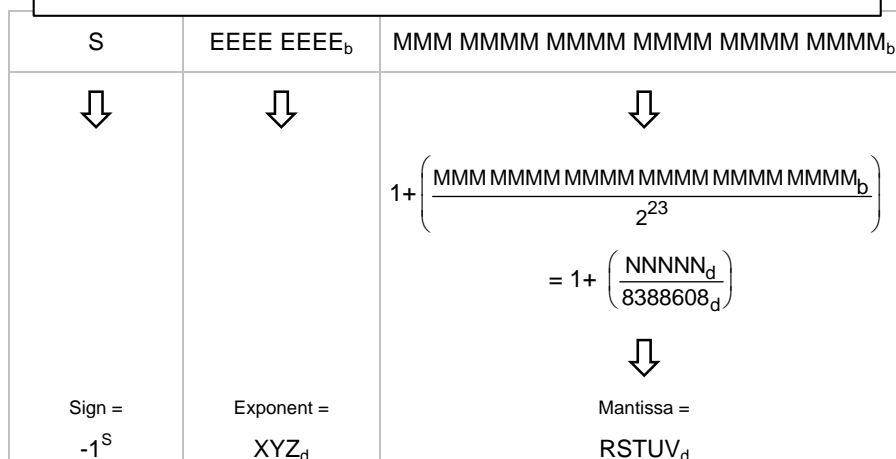 S EEEE EEEE_b MMM MMMM MMMM MMMM MMMM MMMM_b
1+(MMM MMMM MMMM MMMM MMMM MMMM_b / 2^23)
= 1+ (NNNNN_d / 8388608_d)
Sign = Exponent = Mantissa =
-1^S XYZ_d RSTUV_d